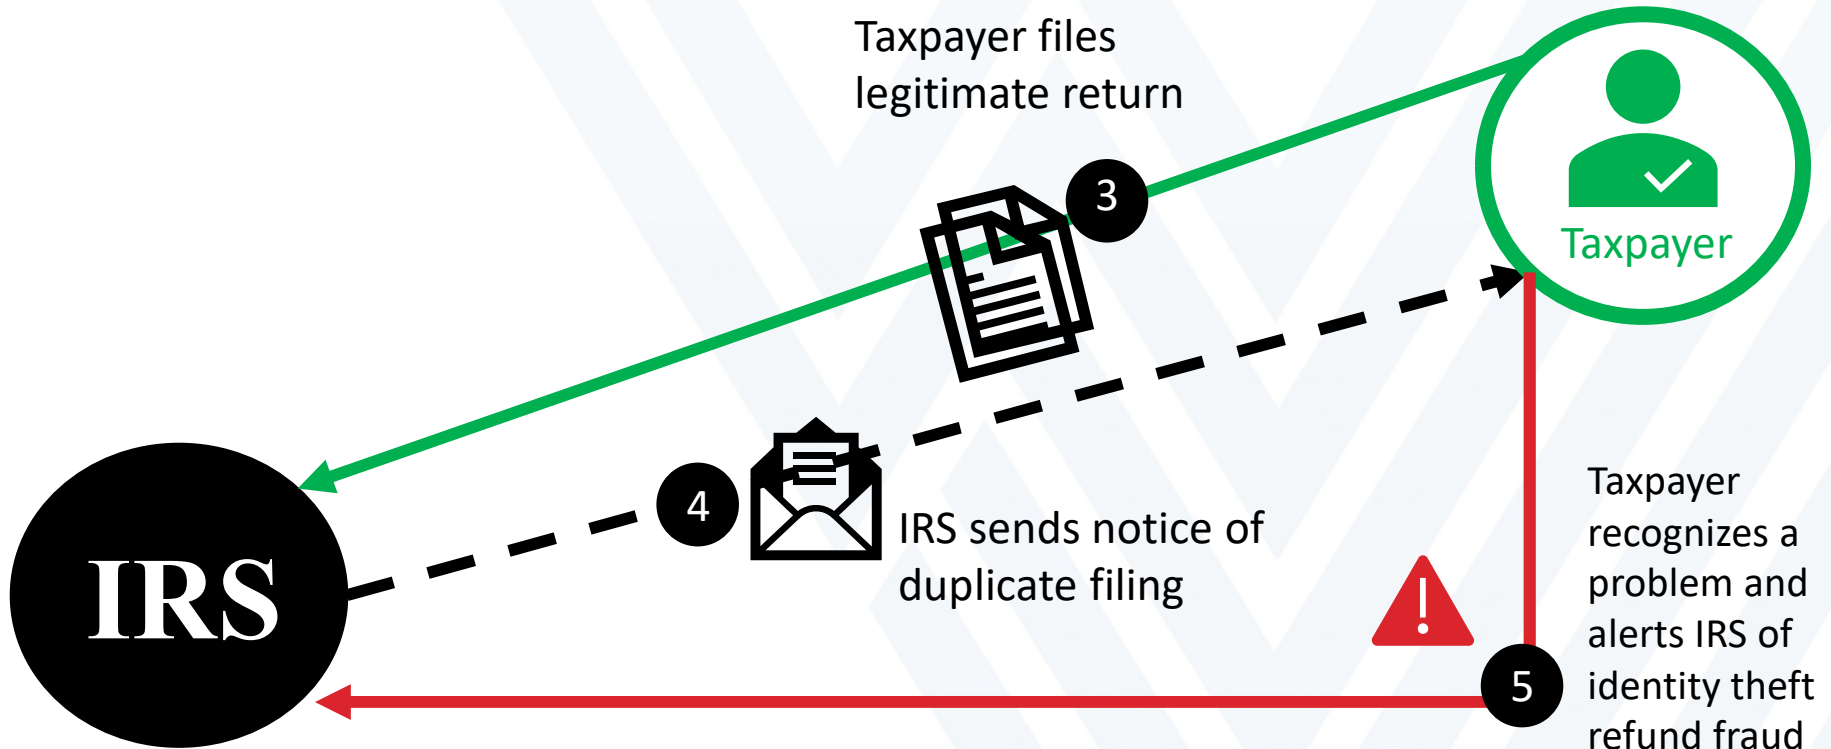 Taxpayer files
legitimate return
3
Taxpayer
4
IRS sends notice of
duplicate filing
IRS
Taxpayer
recognizes a
problem and
alerts IRS of
identity theft
refund fraud
5